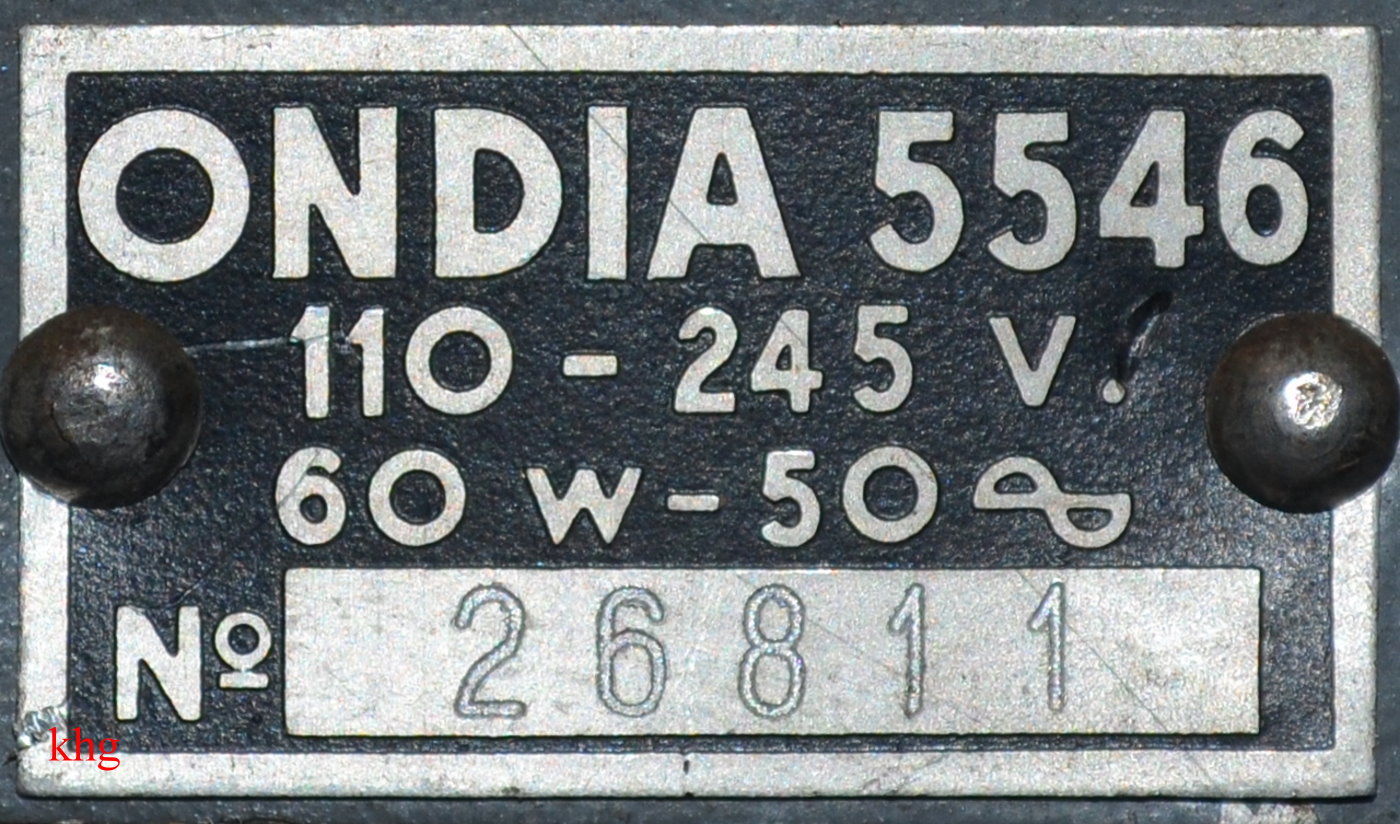 ONDIA 5546
110 - 245 V.
60 W - 50 ∿
Nº 26811
khg